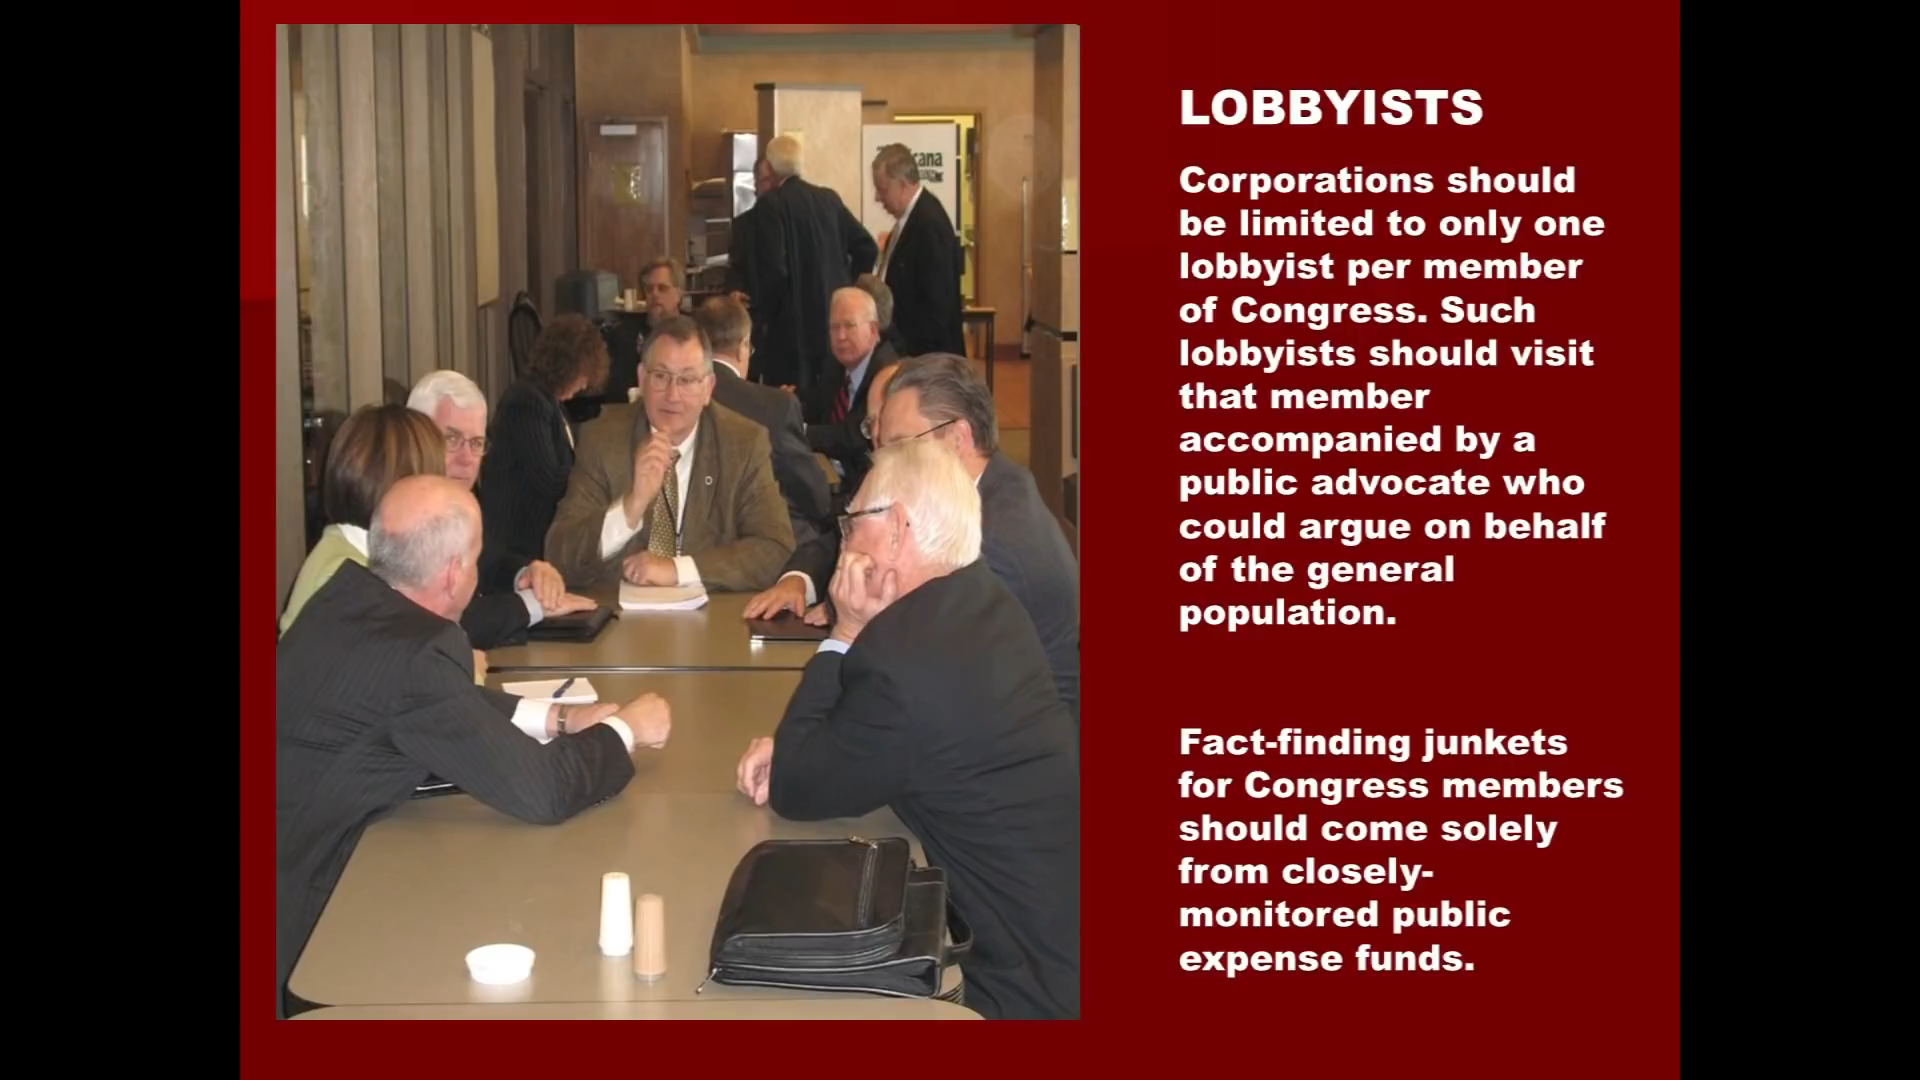 LOBBYISTS
Corporations should
be limited to only one
lobbyist per member
of Congress. Such
lobbyists should visit
that member
accompanied by a
public advocate who
could argue on behalf
of the general
population.
Fact-finding junkets
for Congress members
should come solely
from closely-
monitored public
expense funds.